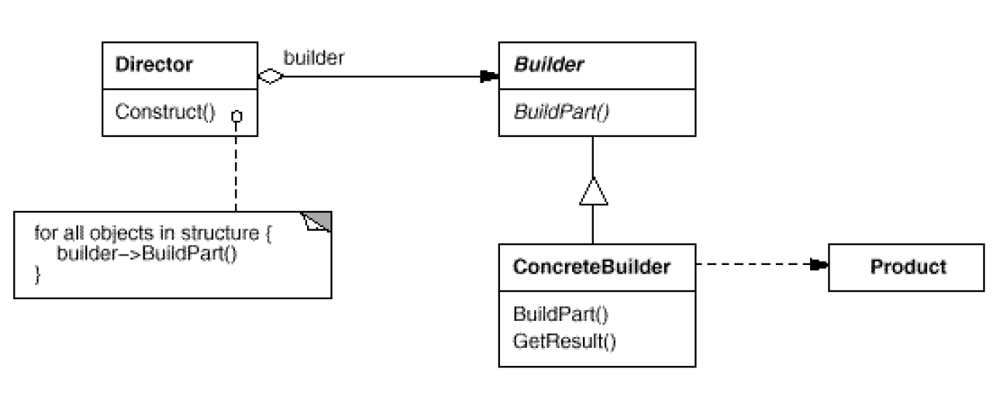 Director
builder
Builder
Construct()
BuildPart()
for all objects in structure {
builder->BuildPart()
}
ConcreteBuilder
Product
BuildPart()
GetResult()